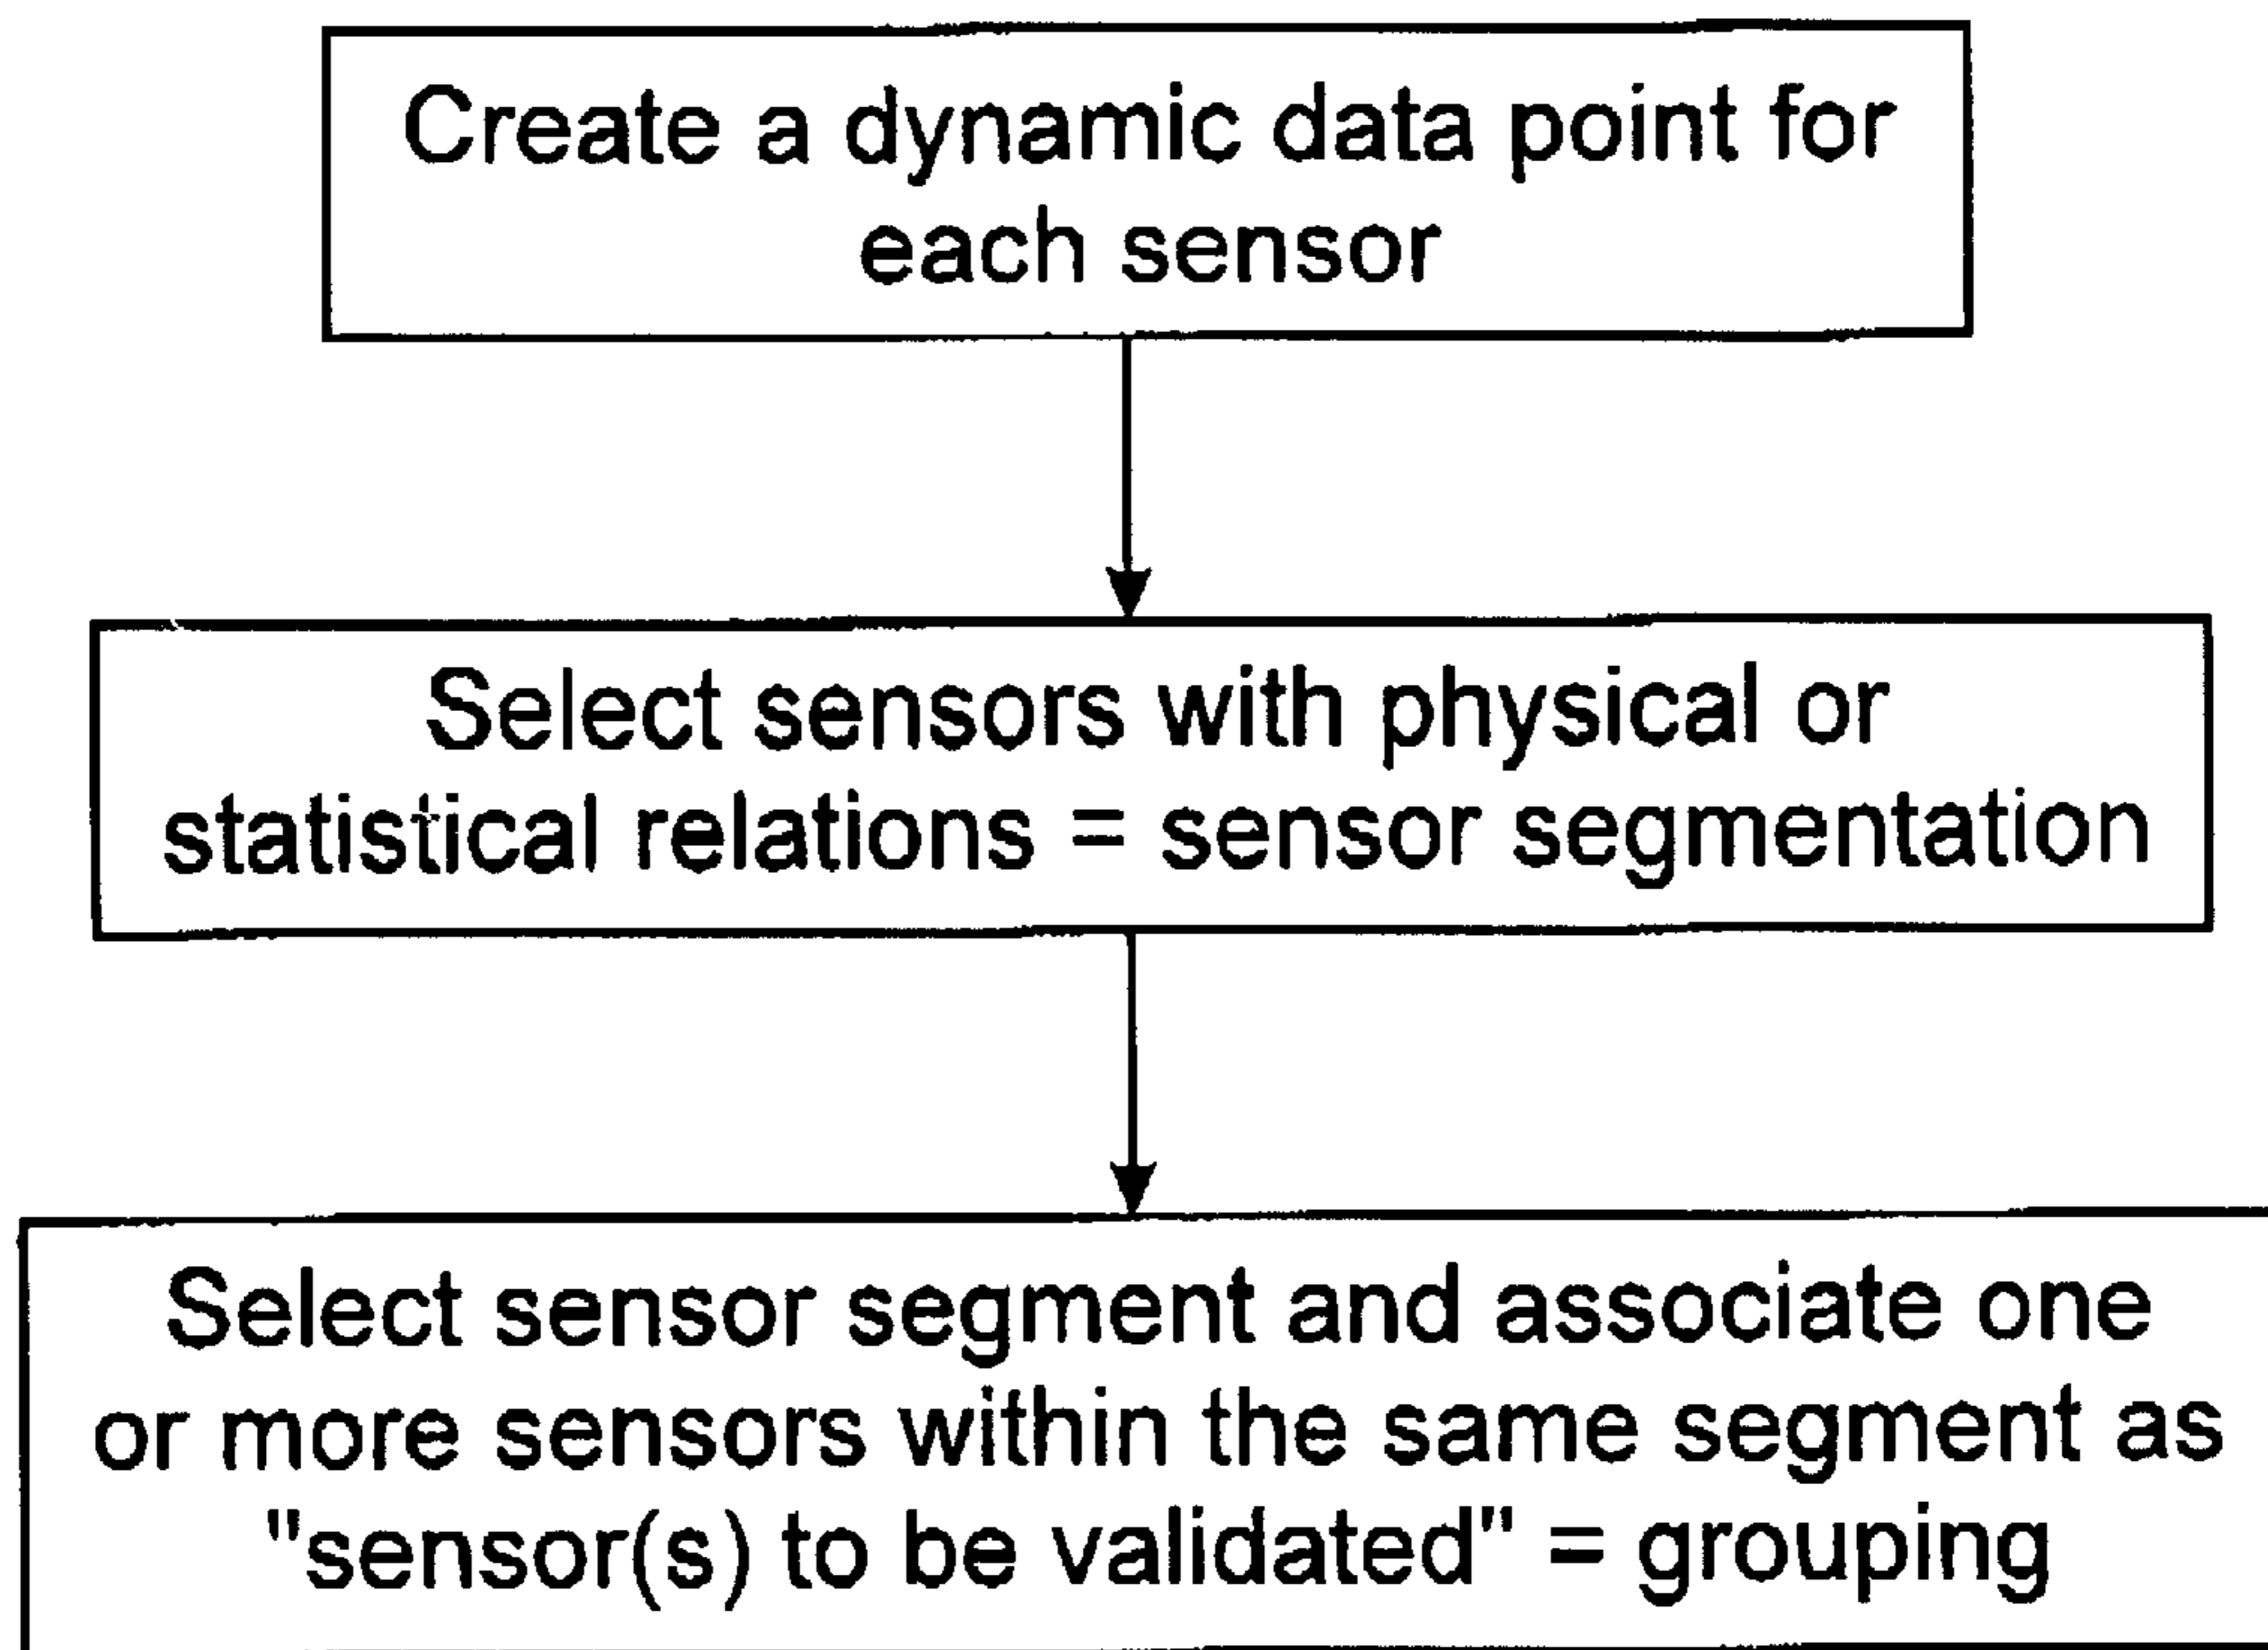 Create a dynamic data point for
each sensor
Select sensors with physical or
statistical relations = sensor segmentation
Select sensor segment and associate one
or more sensors within the same segment as
"sensor(s) to be validated" = grouping